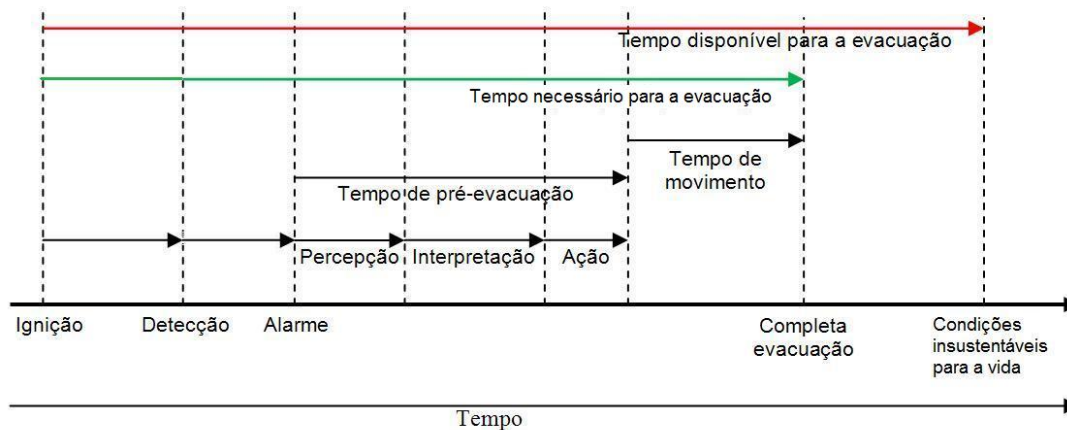 Tempo disponível para a evacuação
Tempo necessário para a evacuação
Tempo de
movimento
Tempo de pré-evacuação
Percepção
Interpretação
Ação
Ignição
Detecção
Alarme
Completa
evacuação
Condições
insustentáveis
para a vida
Tempo